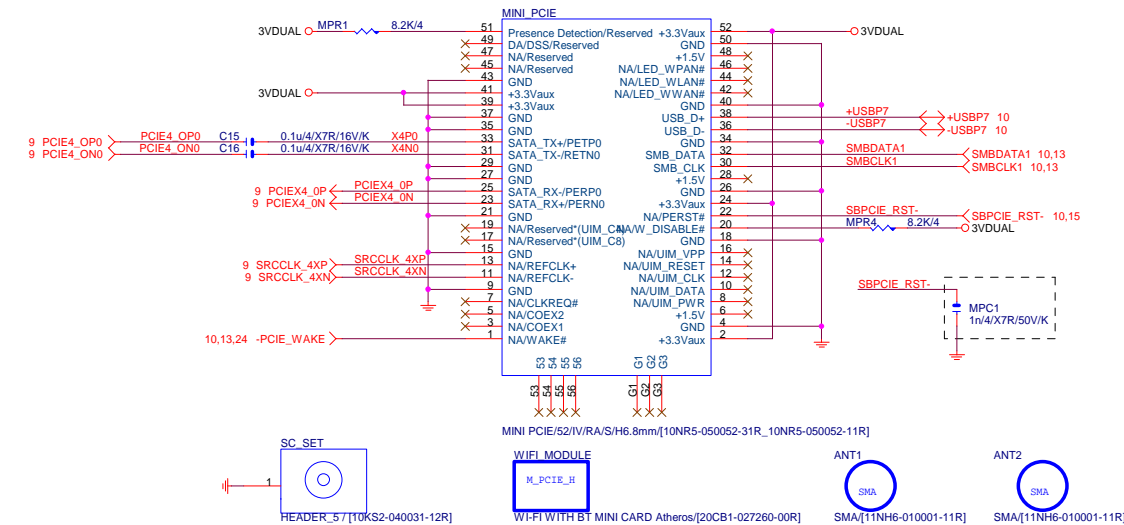 MINI_PCIE
3VDUAL MPR1 8.2K/4 51 Presence Detection/Reserved +3.3Vaux 52 3VDUAL
49 DA/DSS/Reserved GND 50
47 NA/Reserved +1.5V 48
45 NA/Reserved NA/LED_WPAN# 46
43 GND NA/LED_WLAN# 44
3VDUAL 41 +3.3Vaux NA/LED_WWAN# 42
39 +3.3Vaux GND 40
37 GND USB_D+ 38 +USBP7 +USBP7 10
35 GND USB_D- 36 -USBP7 -USBP7 10
9 PCIE4_OP0 PCIE4_OP0 C15 0.1u/4/X7R/16V/K X4P0 33 SATA_TX+/PETP0 GND 34
9 PCIE4_ON0 PCIE4_ON0 C16 0.1u/4/X7R/16V/K X4N0 31 SATA_TX-/RETN0 SMB_DATA 32 SMBDATA1 SMBDATA1 10,13
29 GND SMB_CLK 30 SMBCLK1 SMBCLK1 10,13
27 GND +1.5V 28
9 PCIEX4_0P PCIEX4_0P 25 SATA_RX-/PERP0 GND 26
9 PCIEX4_0N PCIEX4_0N 23 SATA_RX+/PERN0 +3.3Vaux 24
21 GND NA/PERST# 22 SBPCIE_RST- SBPCIE_RST- 10,15
19 NA/Reserved*(UIM_C4) NA/W_DISABLE# 20 MPR4 8.2K/4 3VDUAL
17 NA/Reserved*(UIM_C8) GND 18
15 GND NA/UIM_VPP 16
9 SRCCLK_4XP SRCCLK_4XP 13 NA/REFCLK+ NA/UIM_RESET 14
9 SRCCLK_4XN SRCCLK_4XN 11 NA/REFCLK- NA/UIM_CLK 12
9 GND NA/UIM_DATA 10 SBPCIE_RST-
7 NA/CLKREQ# NA/UIM_PWR 8
5 NA/COEX2 +1.5V 6 MPC1
3 NA/COEX1 GND 4 1n/4/X7R/50V/K
10,13.24 -PCIE_WAKE 1 NA/WAKE# +3.3Vaux 2
53 54 55 56 G1 G2 G3
53 54 55 56 G1 G2 G3
MINI PCIE/52/IV/RA/S/H6.8mm/[10NR5-050052-31R_10NR5-050052-11R]
SC_SET WIFI_MODULE ANT1 ANT2
1 M_PCIE_H SMA SMA
HEADER_5 / [10KS2-040031-12R] WI-FI WITH BT MINI CARD Atheros/[20CB1-027260-00R] SMA/[11NH6-010001-11R] SMA/[11NH6-010001-11R]